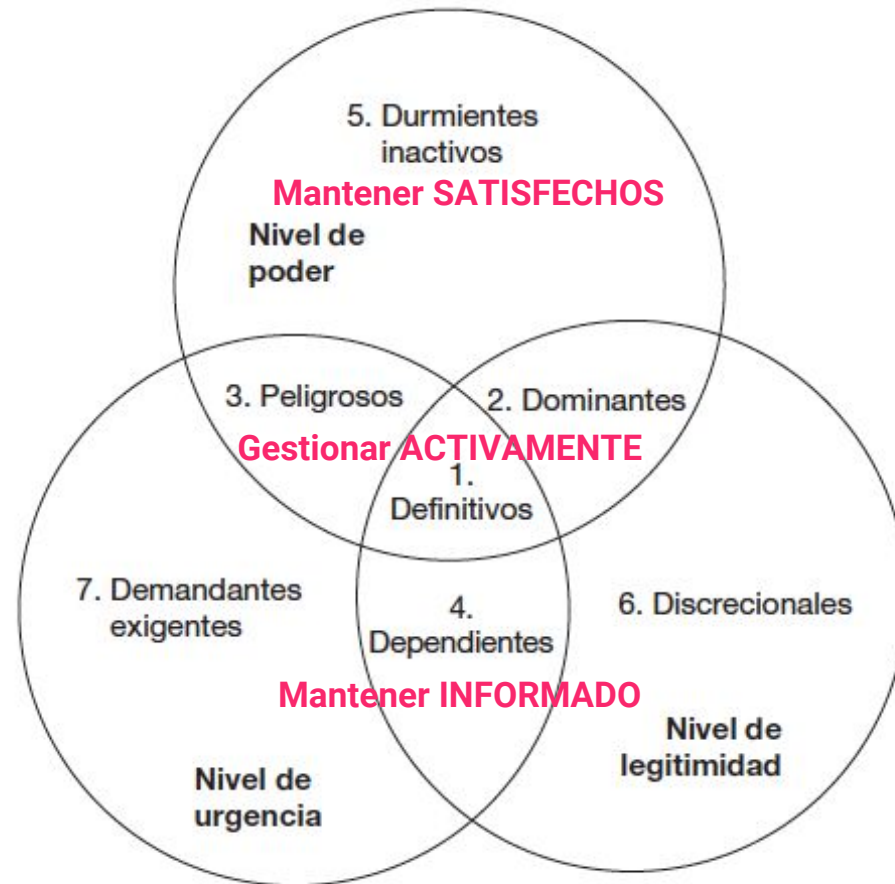 5. Durmientes
inactivos
Mantener SATISFECHOS
Nivel de
poder
3. Peligrosos
2. Dominantes
Gestionar ACTIVAMENTE
1.
Definitivos
7. Demandantes
exigentes
4.
Dependientes
6. Discrecionales
Mantener INFORMADO
Nivel de
legitimidad
Nivel de
urgencia